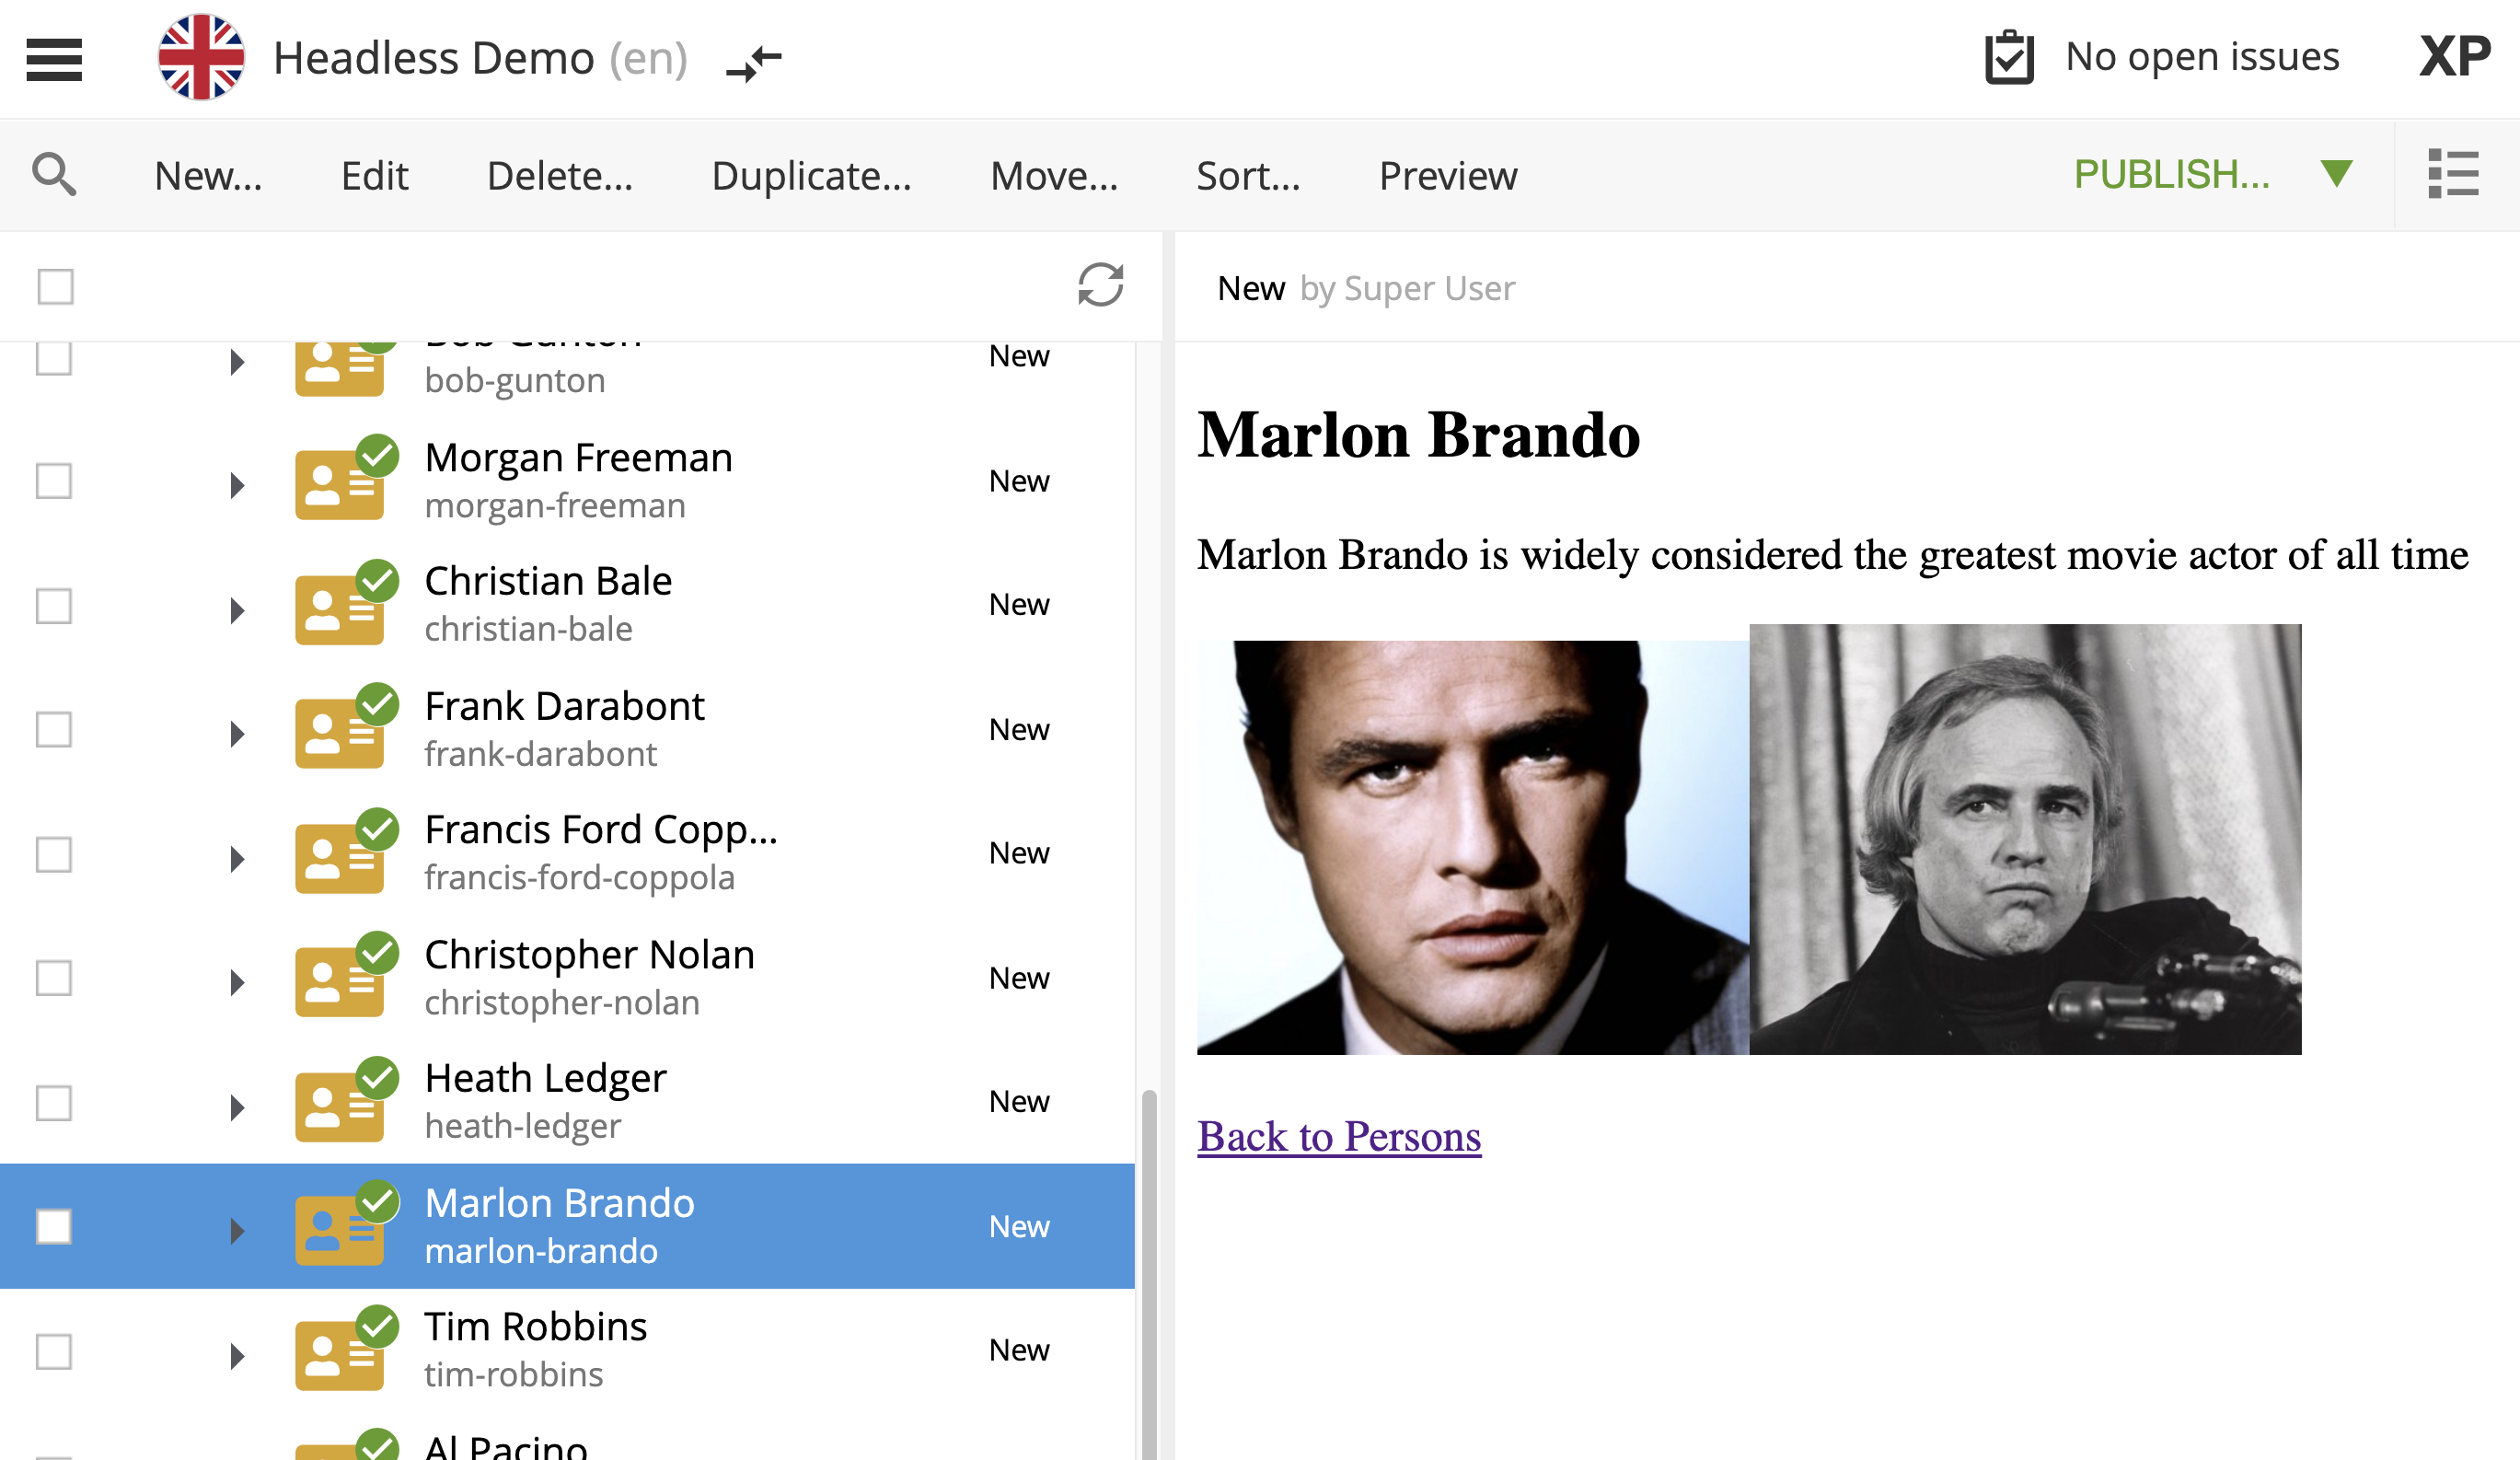 Headless Demo (en)
No open issues
XP
New...
Edit
Delete...
Duplicate...
Move...
Sort...
Preview
PUBLISH...
New by Super User
Bob Gunton
bob-gunton
New
Morgan Freeman
morgan-freeman
New
Christian Bale
christian-bale
New
Frank Darabont
frank-darabont
New
Francis Ford Copp...
francis-ford-coppola
New
Christopher Nolan
christopher-nolan
New
Heath Ledger
heath-ledger
New
Marlon Brando
marlon-brando
New
Tim Robbins
tim-robbins
New
Al Pacino
Marlon Brando
Marlon Brando is widely considered the greatest movie actor of all time
Back to Persons